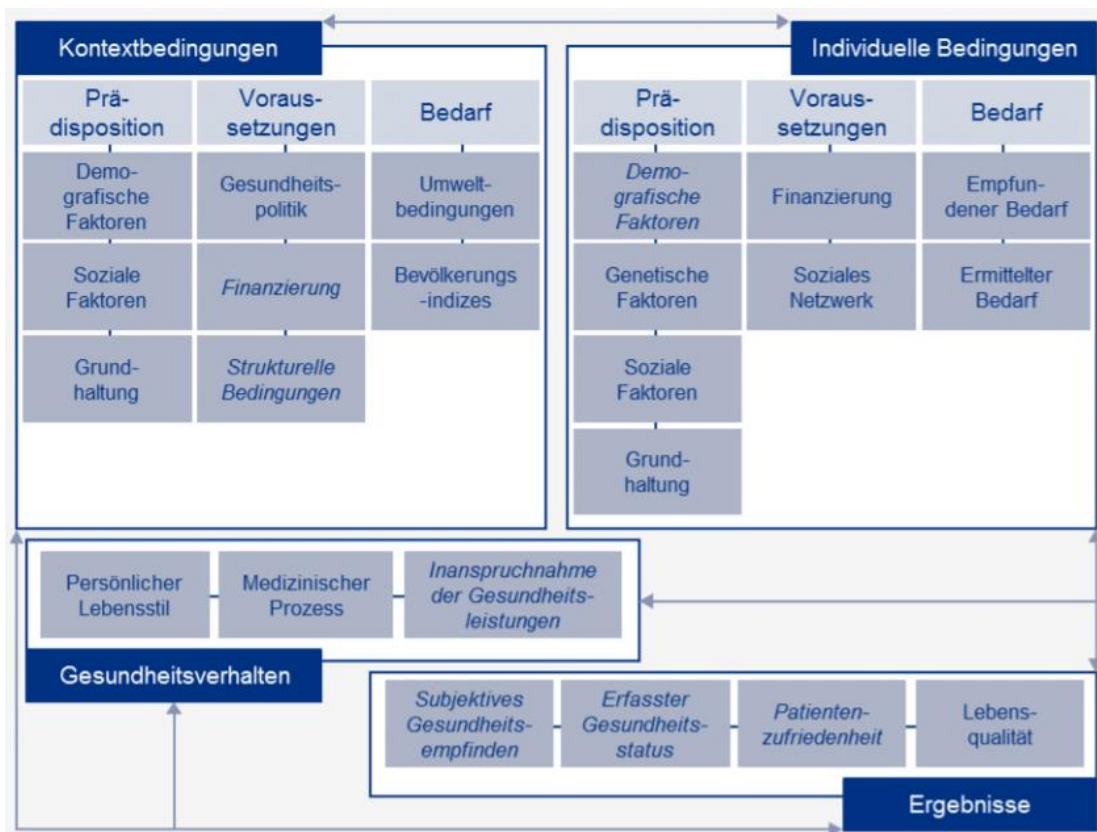 Kontextbedingungen
Prä-
disposition
Voraus-
setzungen
Bedarf
Demo-
grafische
Faktoren
Gesundheits-
politik
Umwelt-
bedingungen
Soziale
Faktoren
Finanzierung
Bevölkerungs
-indizes
Grund-
haltung
Strukturelle
Bedingungen
Individuelle Bedingungen
Prä-
disposition
Voraus-
setzungen
Bedarf
Demo-
grafische
Faktoren
Finanzierung
Empfun-
dener Bedarf
Genetische
Faktoren
Soziales
Netzwerk
Ermittelter
Bedarf
Soziale
Faktoren
Grund-
haltung
Persönlicher
Lebensstil
Medizinischer
Prozess
Inanspruchnahme
der Gesundheits-
leistungen
Gesundheitsverhalten
Subjektives
Gesundheits-
empfinden
Erfasster
Gesundheits-
status
Patienten-
zufriedenheit
Lebens-
qualität
Ergebnisse